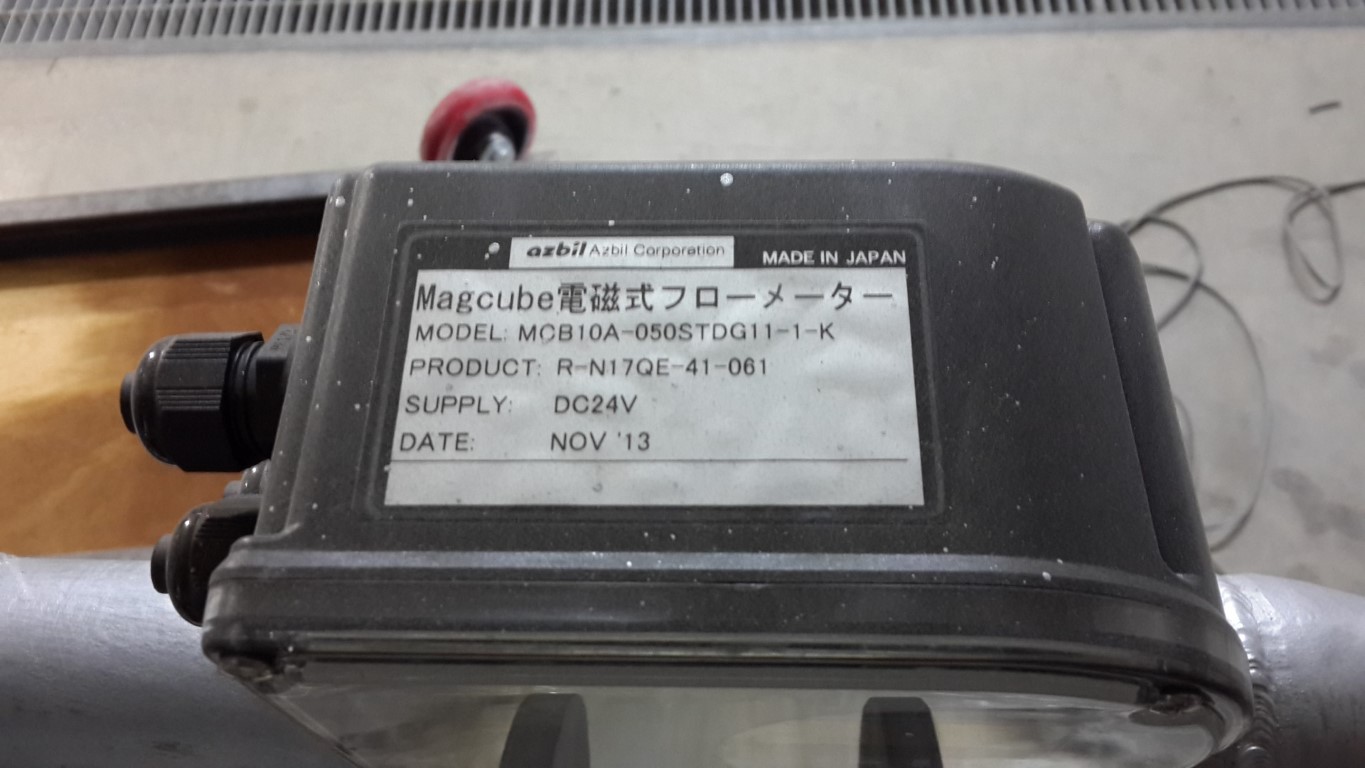 azbil Azbil Corporation MADE IN JAPAN
Magcube電磁式フローメーター
MODEL: MCB10A-050STDG11-1-K
PRODUCT: R-N17QE-41-061
SUPPLY: DC24V
DATE: NOV '13